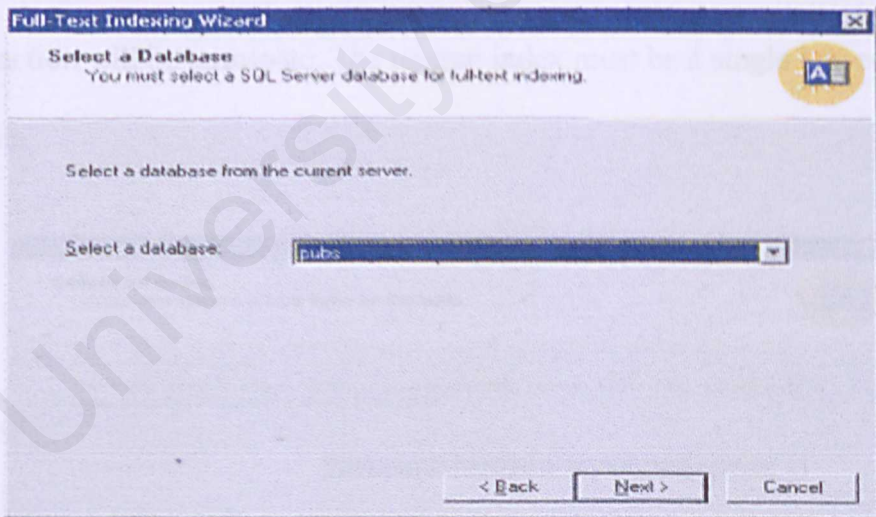 Full-Text Indexing Wizard
Select a Database
You must select a SQL Server database for full-text indexing.
Select a database from the current server.
Select a database:
pubs
< Back
Next >
Cancel
University